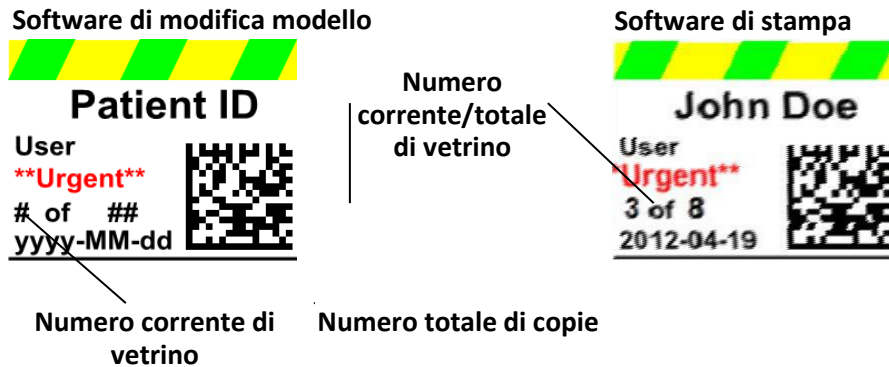 Software di modifica modello
Software di stampa
Patient ID
User
**Urgent**
# of ##
yyyy-MM-dd
Numero
corrente/totale
di vetrino
John Doe
User
*Urgent**
3 of 8
2012-04-19
Numero corrente di
vetrino
Numero totale di copie